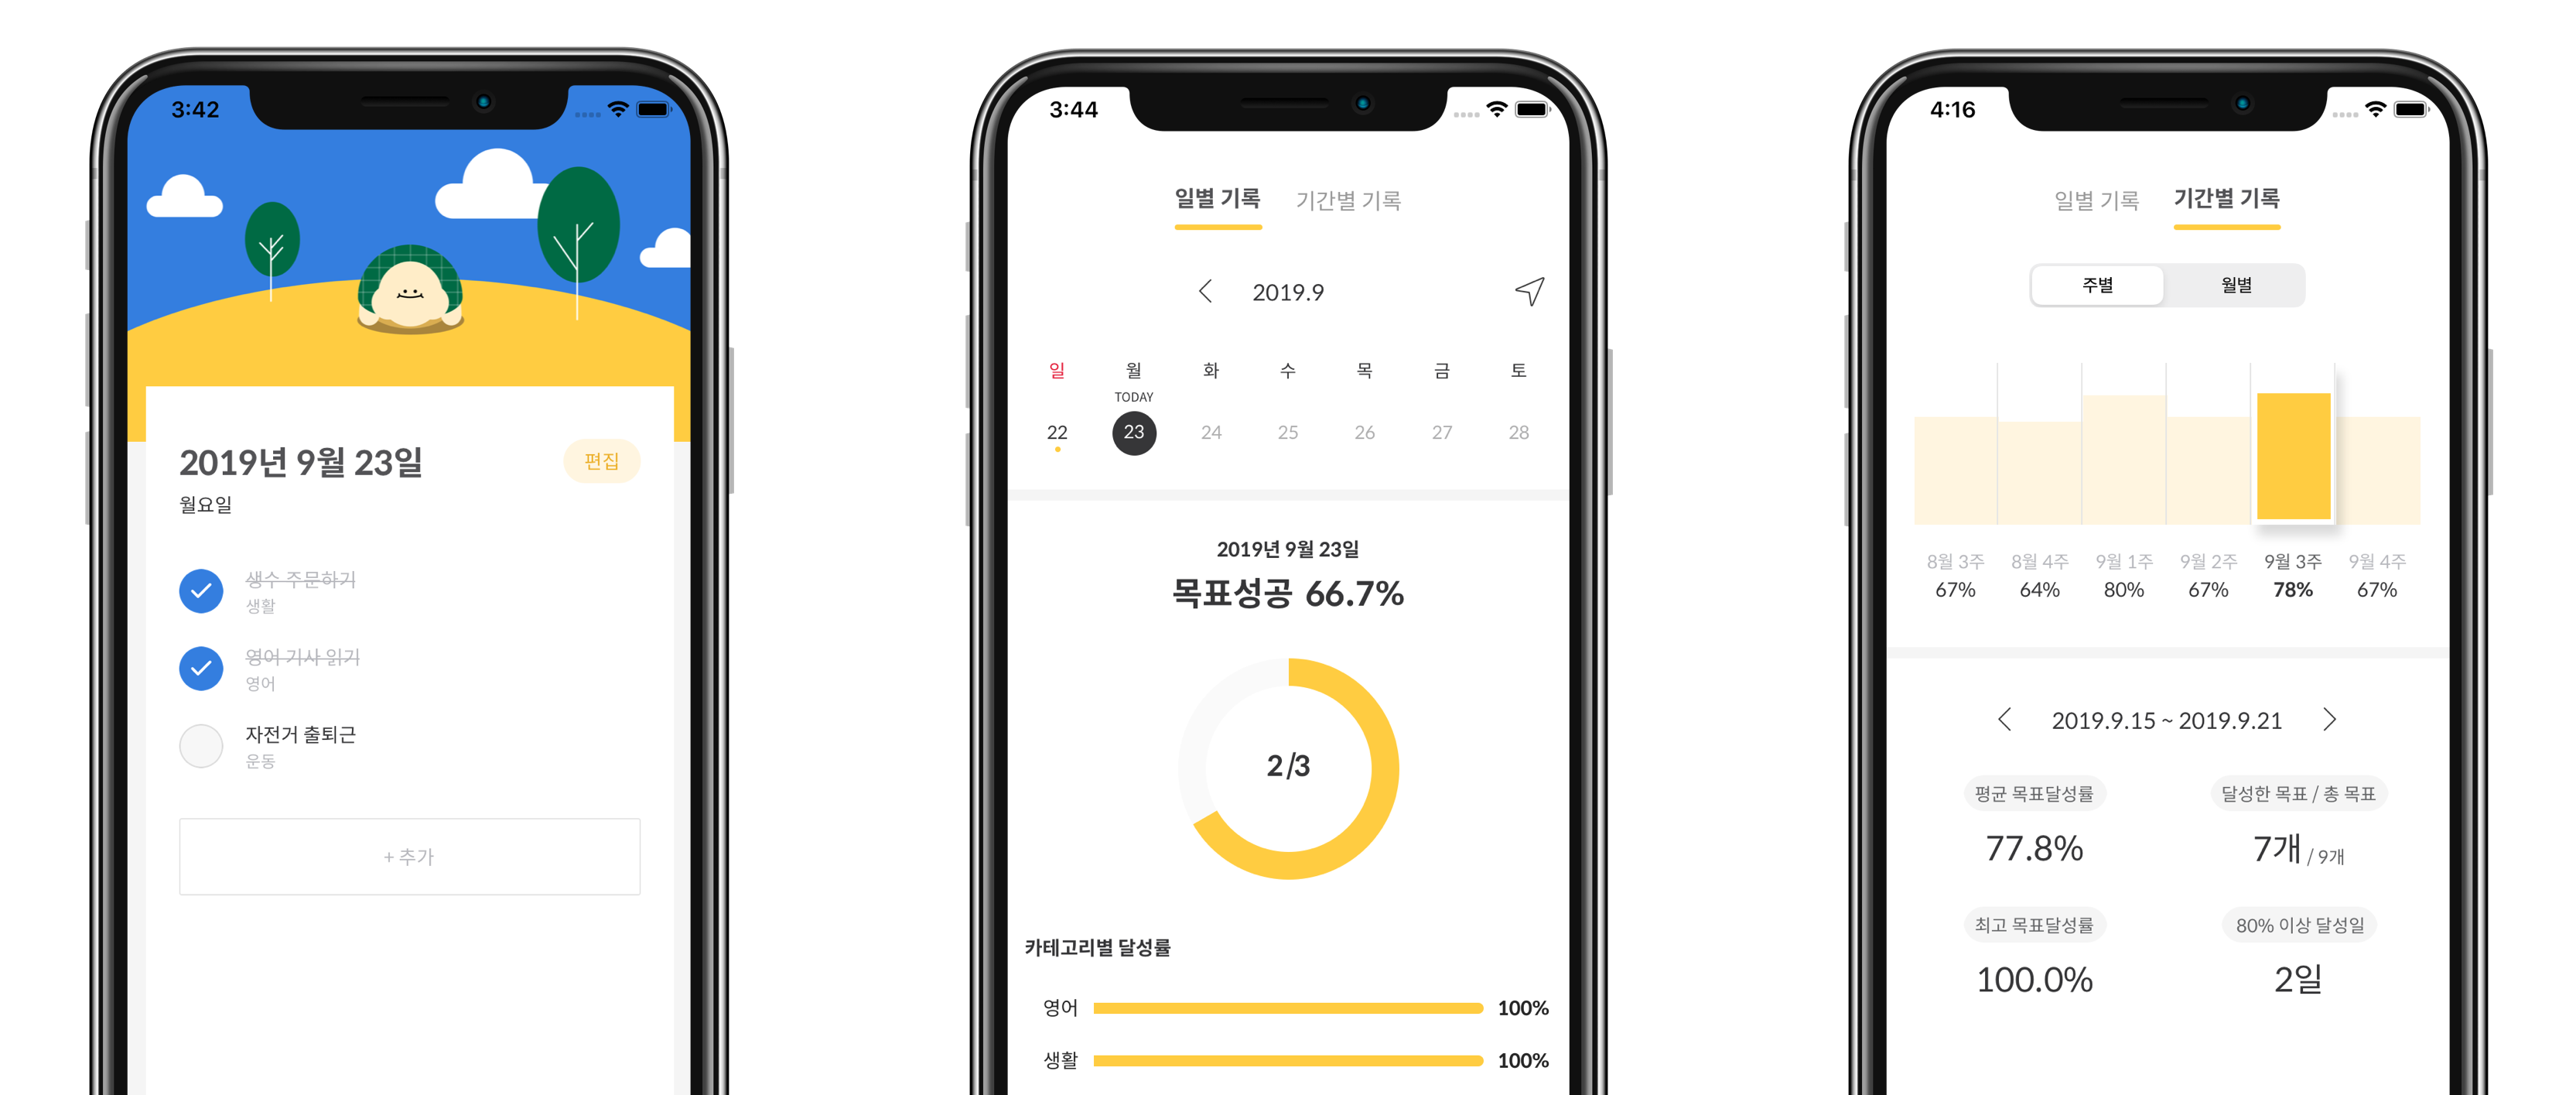 3:42
2019년 9월 23일
편집
월요일
생수 주문하기
생활
영어 기사 읽기
영어
자전거 출퇴근
운동
+ 추가
3:44
일별 기록 기간별 기록
2019.9
일 월 화 수 목 금 토
TODAY
22 23 24 25 26 27 28
2019년 9월 23일
목표성공 66.7%
2/3
카테고리별 달성률
영어 100%
생활 100%
4:16
일별 기록 기간별 기록
주별 월별
8월 3주 8월 4주 9월 1주 9월 2주 9월 3주 9월 4주
67% 64% 80% 67% 78% 67%
2019.9.15 ~ 2019.9.21
평균 목표달성률 달성한 목표 / 총 목표
77.8% 7개 / 9개
최고 목표달성률 80% 이상 달성일
100.0% 2일